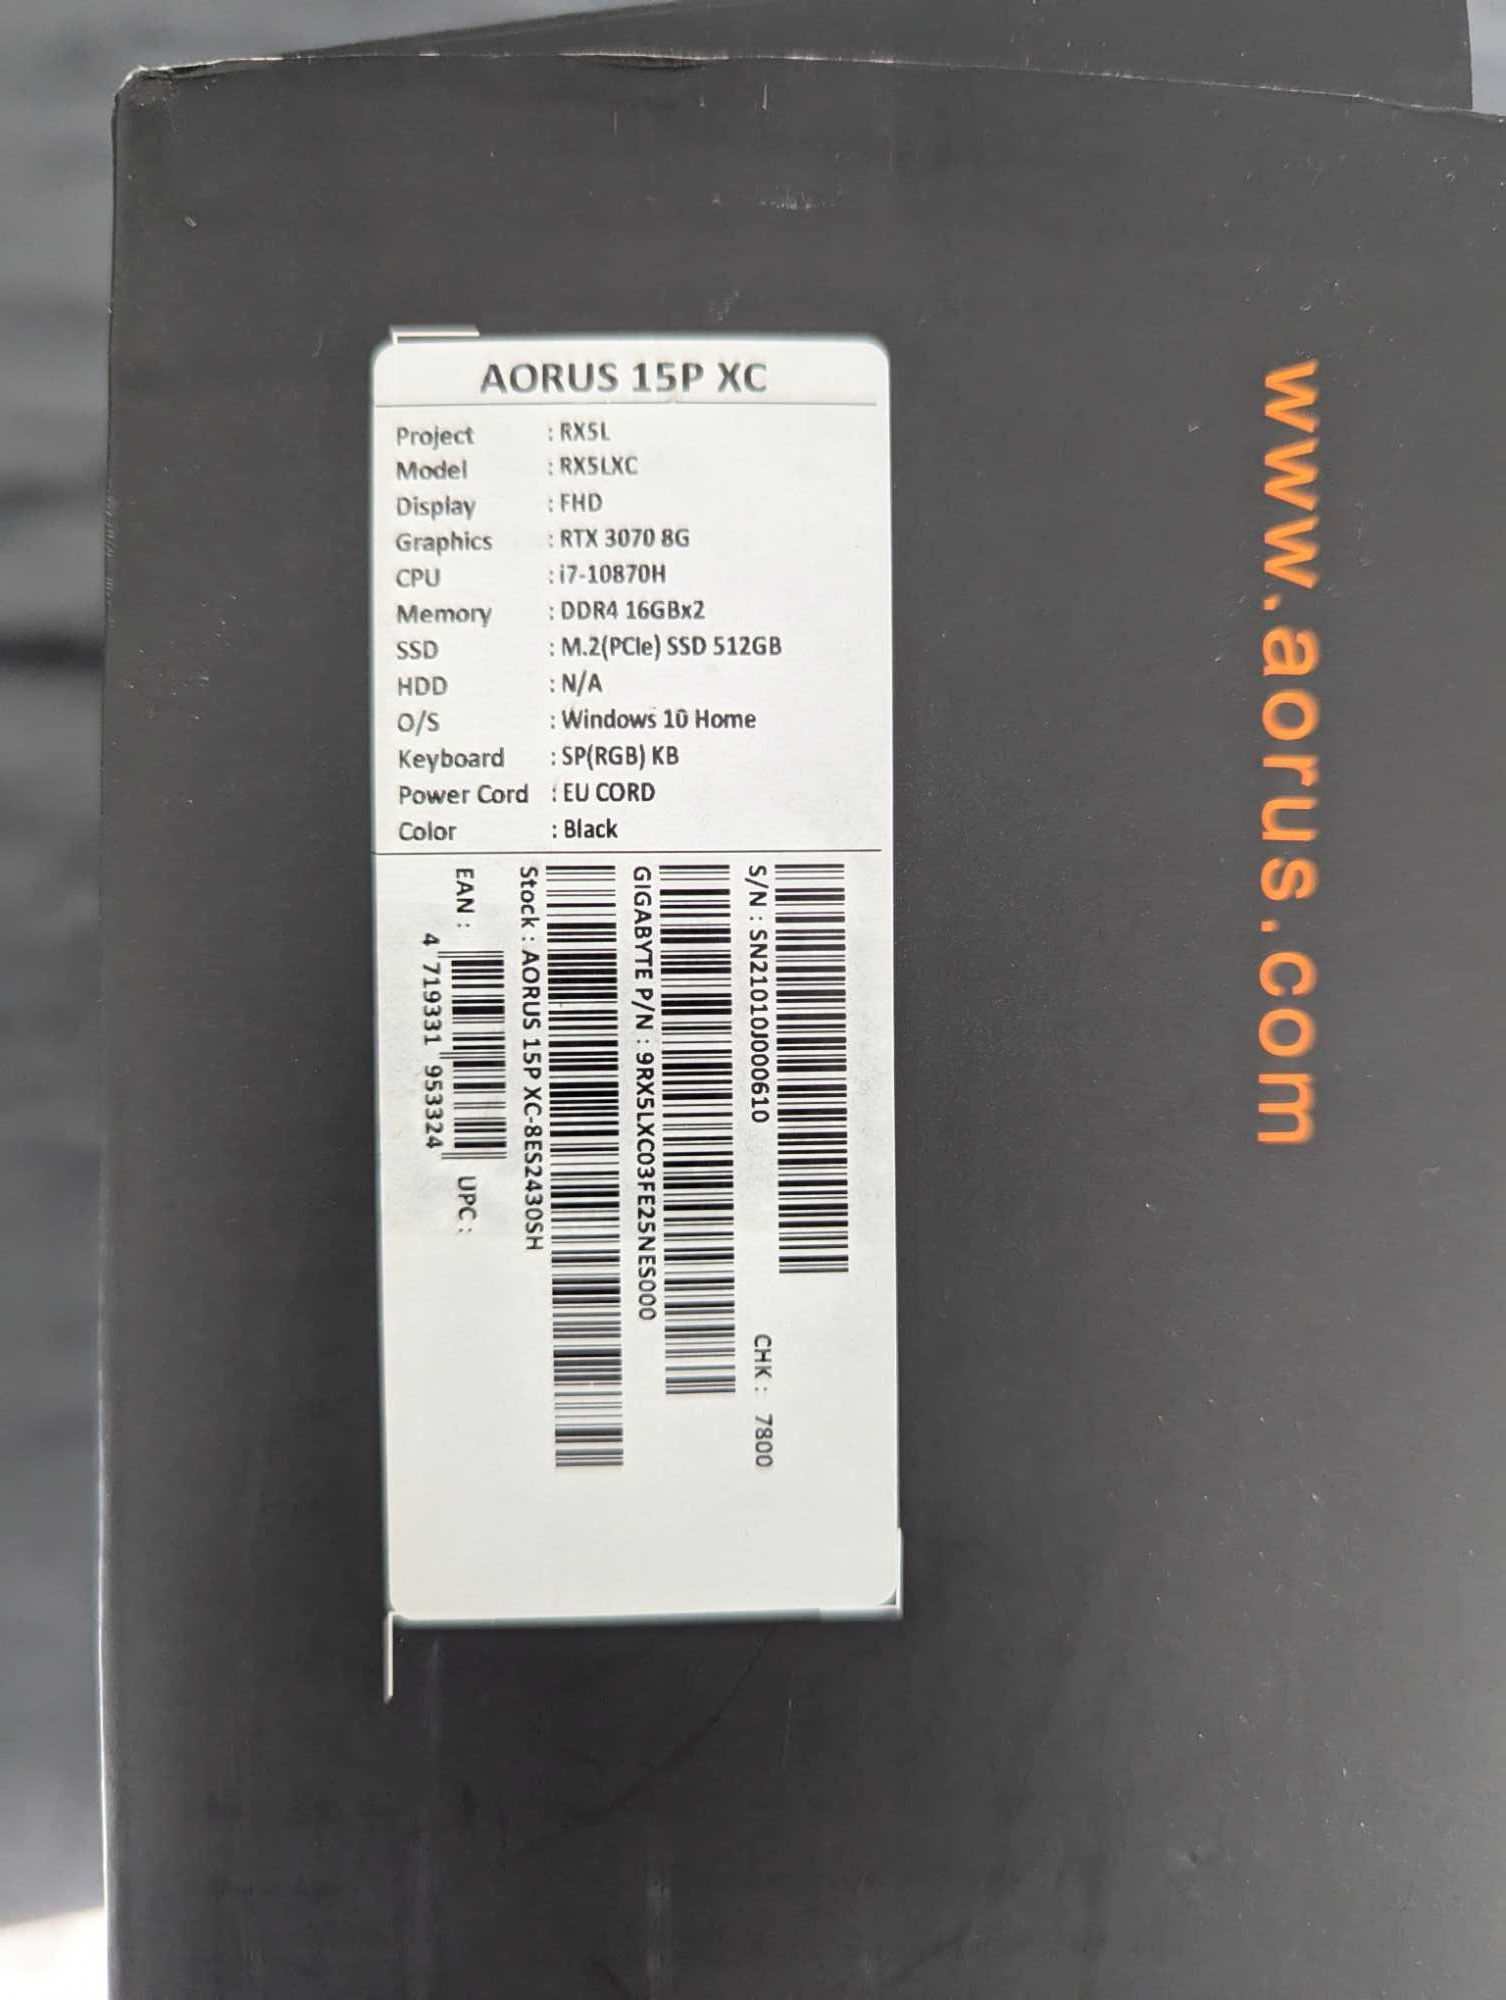 AORUS 15P XC
Project : RX5L
Model : RX5LXC
Display : FHD
Graphics : RTX 3070 8G
CPU : i7-10870H
Memory : DDR4 16GBx2
SSD : M.2(PCIe) SSD 512GB
HDD : N/A
O/S : Windows 10 Home
Keyboard : SP(RGB) KB
Power Cord : EU CORD
Color : Black
S/N : SN21010J000610 CHK : 7800
GIGABYTE P/N : 9RX5LXC03FE25NES000
Stock : AORUS 15P XC-8ES2430SH
EAN : 4 719331 953324 UPC :
www.aorus.com